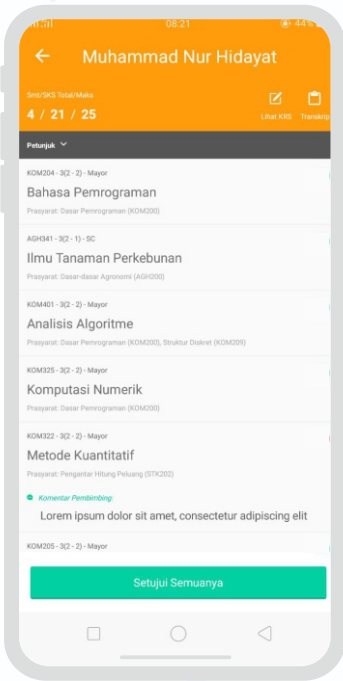 08:21
44%
Muhammad Nur Hidayat
Smt/SKS Total/Maks
4 / 21 / 25
Lihat KRS
Transkrip
Petunjuk
KOM204 - 3(2 - 2) - Mayor
Bahasa Pemrograman
Prasyarat: Dasar Pemrograman (KOM200)
AGH341 - 3(2 - 1) - SC
Ilmu Tanaman Perkebunan
Prasyarat: Dasar-dasar Agronomi (AGH200)
KOM401 - 3(2 - 2) - Mayor
Analisis Algoritme
Prasyarat: Dasar Pemrograman (KOM200), Struktur Diskret (KOM209)
KOM325 - 3(2 - 2) - Mayor
Komputasi Numerik
Prasyarat: Dasar Pemrograman (KOM200)
KOM322 - 3(2 - 2) - Mayor
Metode Kuantitatif
Prasyarat: Pengantar Hitung Peluang (STK202)
Komentar Pembimbing:
Lorem ipsum dolor sit amet, consectetur adipiscing elit
KOM205 - 3(2 - 2) - Mayor
Setujui Semuanya